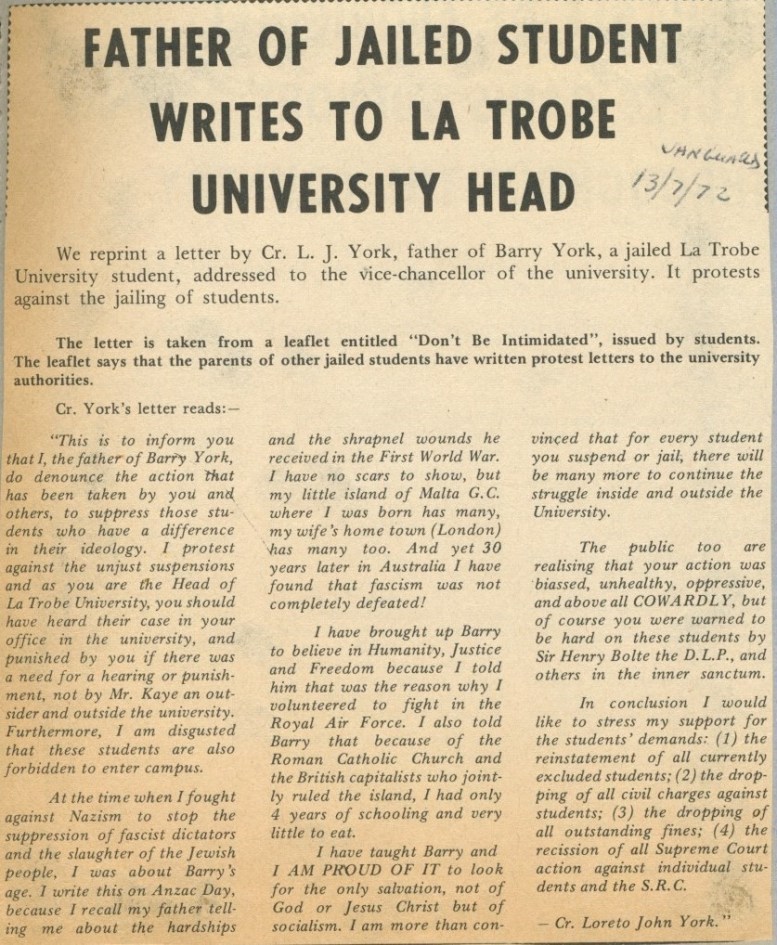 FATHER OF JAILED STUDENT
WRITES TO LA TROBE
UNIVERSITY HEAD
VANGUARD
13/7/72
We reprint a letter by Cr. L. J. York, father of Barry York, a jailed La Trobe
University student, addressed to the vice-chancellor of the university. It protests
against the jailing of students.
The letter is taken from a leaflet entitled "Don't Be Intimidated", issued by students.
The leaflet says that the parents of other jailed students have written protest letters to the university
authorities.
Cr. York's letter reads:—
"This is to inform you
that I, the father of Barry York,
do denounce the action that
has been taken by you and
others, to suppress those stu-
dents who have a difference
in their ideology. I protest
against the unjust suspensions
and as you are the Head of
La Trobe University, you should
have heard their case in your
office in the university, and
punished by you if there was
a need for a hearing or punish-
ment, not by Mr. Kaye an out-
sider and outside the university.
Furthermore, I am disgusted
that these students are also
forbidden to enter campus.
At the time when I fought
against Nazism to stop the
suppression of fascist dictators
and the slaughter of the Jewish
people, I was about Barry's
age. I write this on Anzac Day,
because I recall my father tell-
ing me about the hardships
and the shrapnel wounds he
received in the First World War.
I have no scars to show, but
my little island of Malta G.C.
where I was born has many,
my wife's home town (London)
has many too. And yet 30
years later in Australia I have
found that fascism was not
completely defeated!
I have brought up Barry
to believe in Humanity, Justice
and Freedom because I told
him that was the reason why I
volunteered to fight in the
Royal Air Force. I also told
Barry that because of the
Roman Catholic Church and
the British capitalists who joint-
ly ruled the island, I had only
4 years of schooling and very
little to eat.
I have taught Barry and
I AM PROUD OF IT to look
for the only salvation, not of
God or Jesus Christ but of
socialism. I am more than con-
vinced that for every student
you suspend or jail, there will
be many more to continue the
struggle inside and outside the
University.
The public too are
realising that your action was
biassed, unhealthy, oppressive,
and above all COWARDLY, but
of course you were warned to
be hard on these students by
Sir Henry Bolte the D.L.P., and
others in the inner sanctum.
In conclusion I would
like to stress my support for
the students' demands: (1) the
reinstatement of all currently
excluded students; (2) the drop-
ping of all civil charges against
students; (3) the dropping of
all outstanding fines; (4) the
recission of all Supreme Court
action against individual stu-
dents and the S.R.C.
— Cr. Loreto John York."